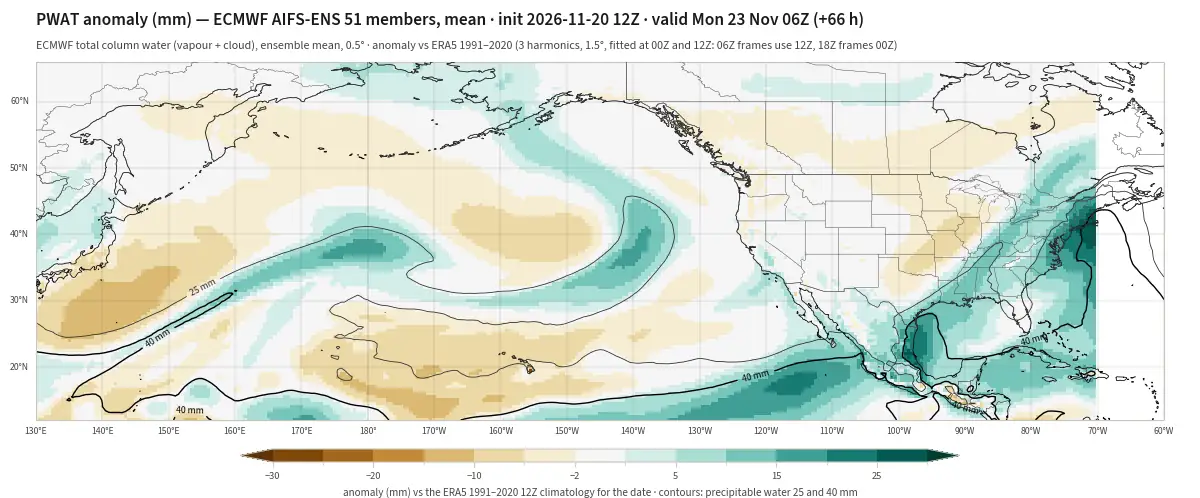 PWAT anomaly (mm) — ECMWF AIFS-ENS 51 members, mean · init 2026-11-20 12Z · valid Mon 23 Nov 06Z (+66 h)
ECMWF total column water (vapour + cloud), ensemble mean, 0.5° · anomaly vs ERA5 1991–2020 (3 harmonics, 1.5°, fitted at 00Z and 12Z: 06Z frames use 12Z, 18Z frames 00Z)
60°N
50°N
40°N
30°N
20°N
25 mm
40 mm
40 mm
40 mm
40 mm
130°E 140°E 150°E 160°E 170°E 180° 170°W 160°W 150°W 140°W 130°W 120°W 110°W 100°W 90°W 80°W 70°W 60°W
−30 −20 −10 −2 5 15 25
anomaly (mm) vs the ERA5 1991–2020 12Z climatology for the date · contours: precipitable water 25 and 40 mm